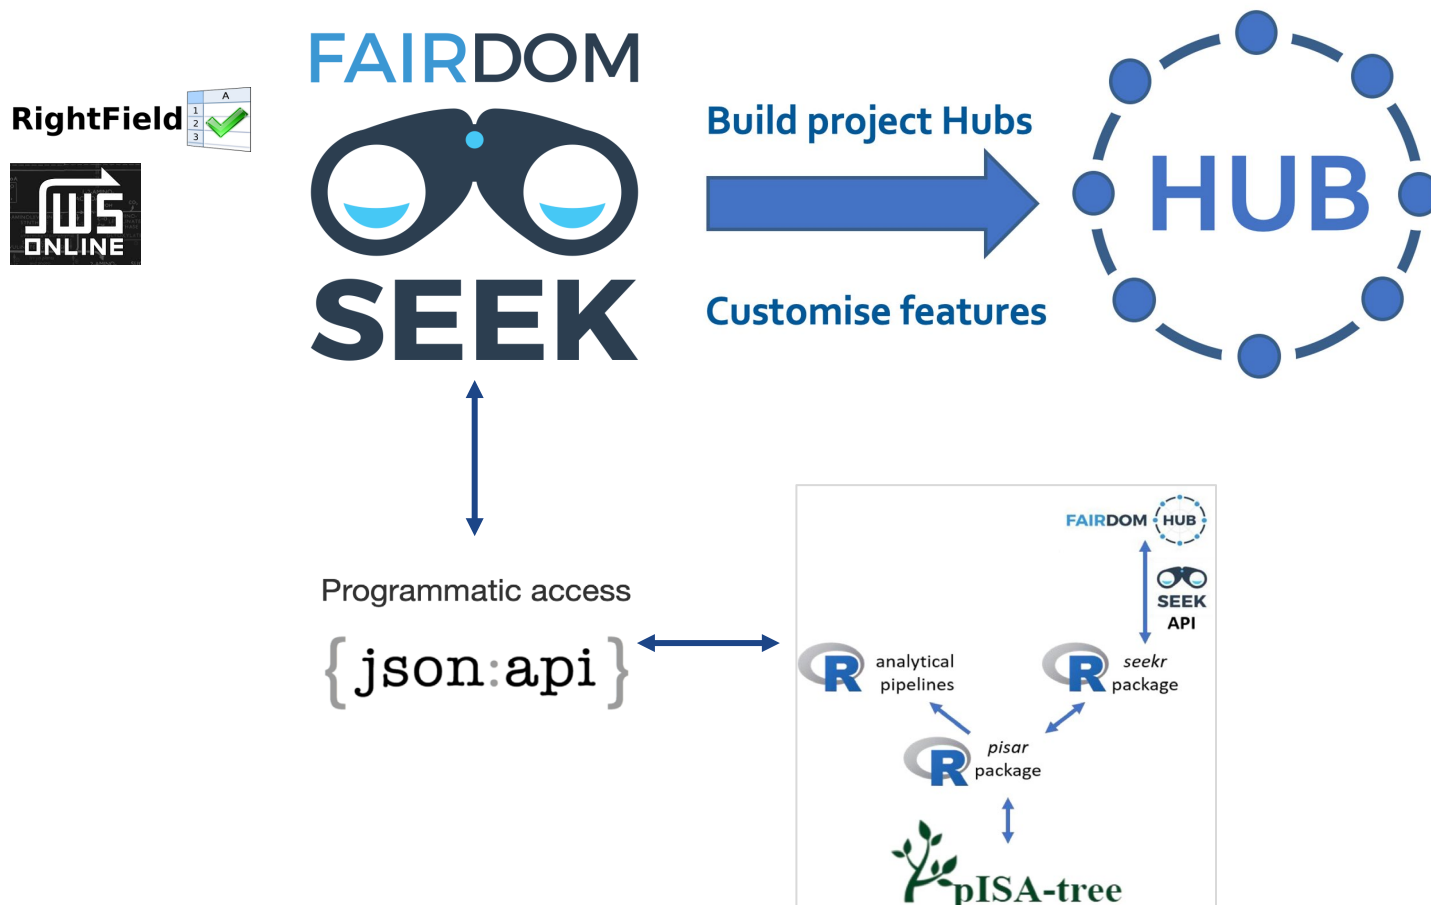 FAIRDOM
RightField
A
1
2
3
JWS
ONLINE
SEEK
Build project Hubs
Customise features
HUB
Programmatic access
{json:api}
FAIRDOM HUB
SEEK
API
R analytical
pipelines
R seekr
package
R pisar
package
pISA-tree